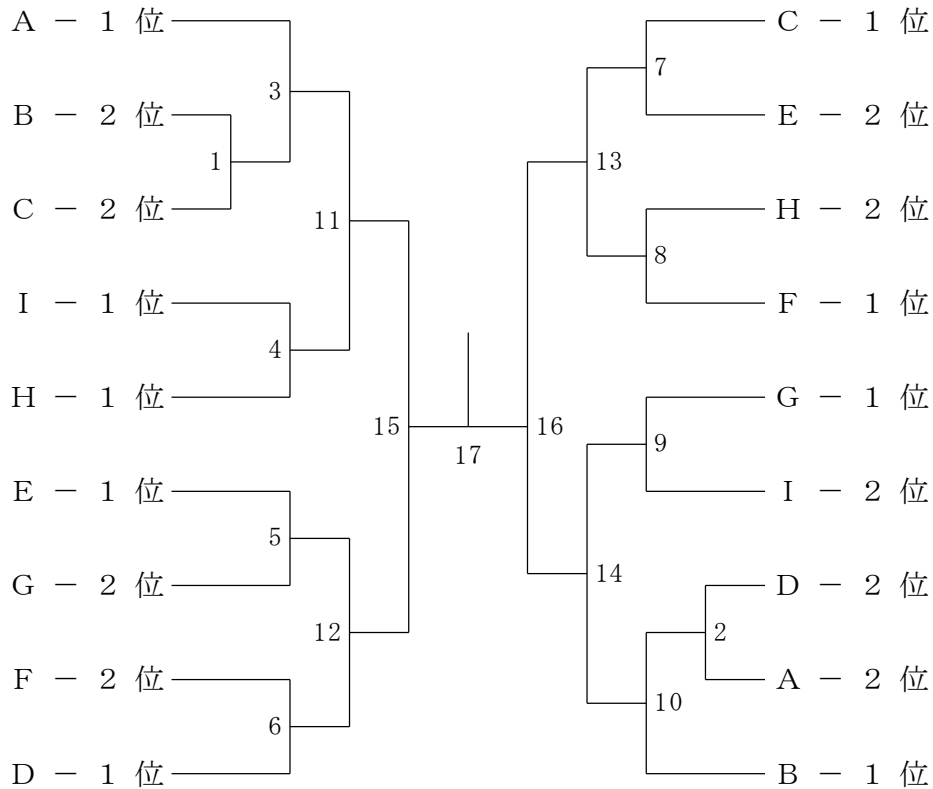 Ａ － １ 位
Ｂ － ２ 位
Ｃ － ２ 位
Ｉ － １ 位
Ｈ － １ 位
Ｅ － １ 位
Ｇ － ２ 位
Ｆ － ２ 位
Ｄ － １ 位
1
3
4
5
6
11
12
15
17
16
13
14
7
8
9
2
10
Ｃ － １ 位
Ｅ － ２ 位
Ｈ － ２ 位
Ｆ － １ 位
Ｇ － １ 位
Ｉ － ２ 位
Ｄ － ２ 位
Ａ － ２ 位
Ｂ － １ 位